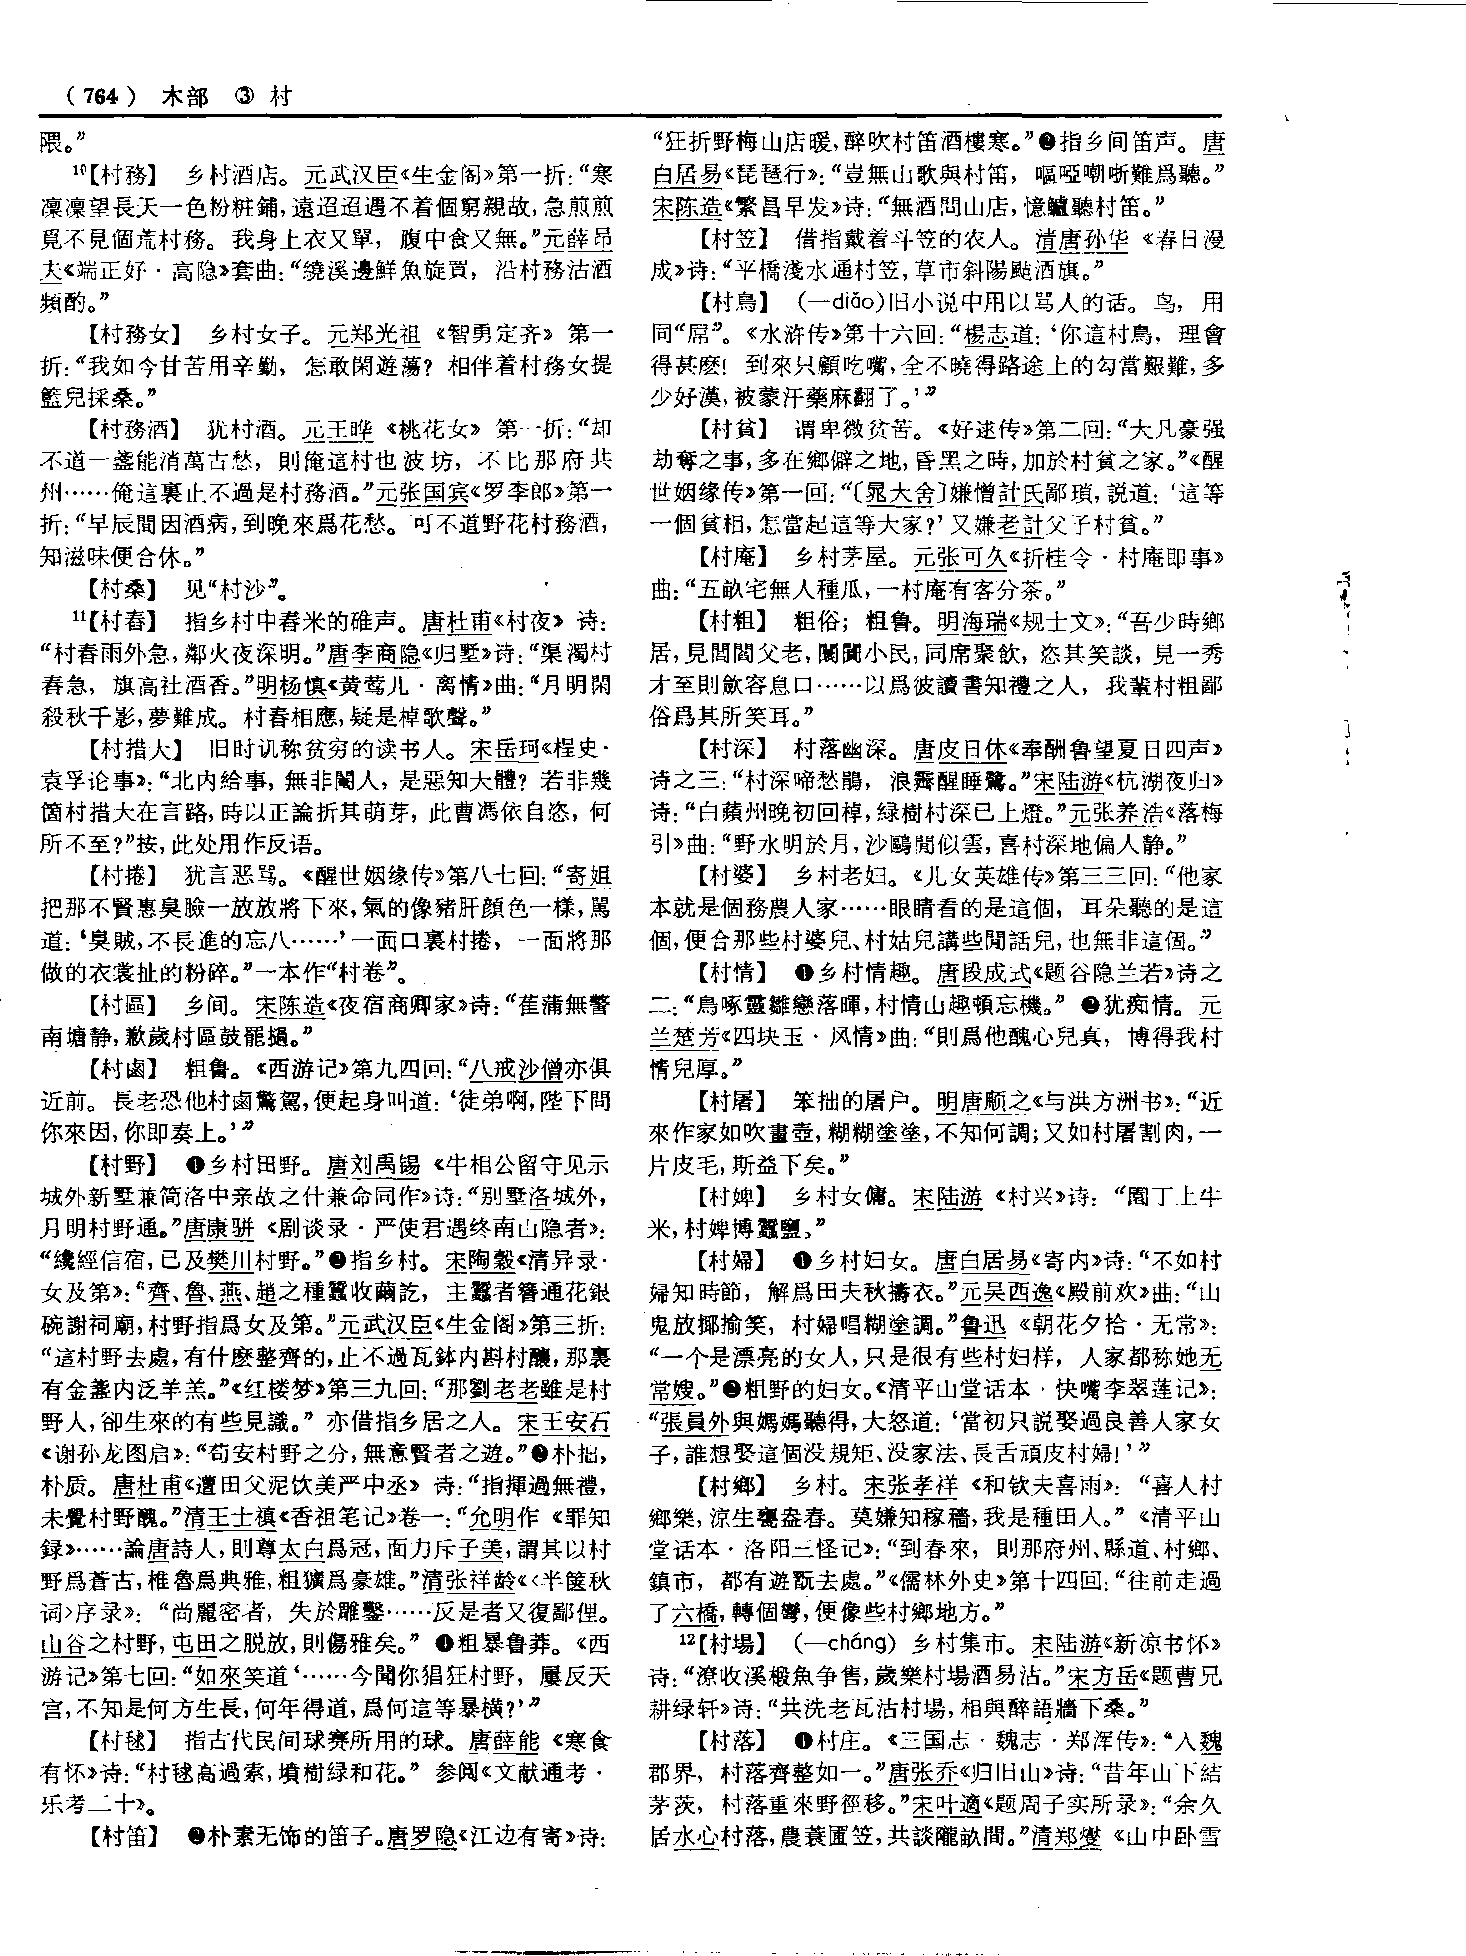 （764） 木部 ③ 村
隈。”
10【村務】 乡村酒店。元武汉臣《生金阁》第一折：“寒
凜凜望長天一色粉粧鋪，遠迢迢遇不着個窮親故，急煎煎
覓不見個荒村務。我身上衣又單，腹中食又無。”元薛昂
夫《端正好·高隐》套曲：“繞溪邊鮮魚旋買，沿村務沽酒
頻酌。”
【村務女】 乡村女子。元郑光祖《智勇定齐》第一
折：“我如今甘苦用辛勤，怎敢閑遊蕩？相伴着村務女提
籃兒採桑。”
【村務酒】 犹村酒。元王晔《桃花女》第一折：“却
不道一盞能消萬古愁，則俺這村也波坊，不比那府共
州……俺這裏止不過是村務酒。”元张国宾《罗李郎》第一
折：“早辰間因酒病，到晚來爲花愁。可不道野花村務酒，
知滋味便合休。”
【村桑】 见“村沙”。
11【村舂】 指乡村中舂米的碓声。唐杜甫《村夜》诗：
“村舂雨外急，鄰火夜深明。”唐李商隐《归墅》诗：“渠濁村
舂急，旗高社酒香。”明杨慎《黄莺儿·离情》曲：“月明閑
殺秋千影，夢難成。村舂相應，疑是棹歌聲。”
【村措大】 旧时讥称贫穷的读书人。宋岳珂《桯史·
袁孚论事》：“北内給事，無非閹人，是惡知大體？若非幾
箇村措大在言路，時以正論折其萌芽，此曹馮依自恣，何
所不至？”按，此处用作反语。
【村捲】 犹言恶骂。《醒世姻缘传》第八七回：“寄姐
把那不賢惠臭臉一放放將下來，氣的像豬肝顔色一樣，罵
道：‘臭賊，不長進的忘八……’一面口裏村捲，一面將那
做的衣裳扯的粉碎。”一本作“村卷”。
【村區】 乡间。宋陈造《夜宿商卿家》诗：“萑蒲無警
南塘静，歉歲村區鼓罷撾。”
【村鹵】 粗鲁。《西游记》第九四回：“八戒沙僧亦俱
近前。長老恐他村鹵驚駕，便起身叫道：‘徒弟啊，陛下問
你來因，你即奏上。’”
【村野】 ❶乡村田野。唐刘禹锡《牛相公留守见示
城外新墅兼简洛中亲故之什兼命同作》诗：“别墅洛城外，
月明村野通。”唐康骈《剧谈录·严使君遇终南山隐者》：
“纔經信宿，已及樊川村野。”❷指乡村。宋陶穀《清异录·
女及第》：“齊、魯、燕、趙之種蠶收繭訖，主蠶者簪通花銀
碗謝祠廟，村野指爲女及第。”元武汉臣《生金阁》第三折：
“這村野去處，有什麽整齊的，止不過瓦鉢内斟村釀，那裏
有金盞内泛羊羔。”《红楼梦》第三九回：“那劉老老雖是村
野人，卻生來的有些見識。”亦借指乡居之人。宋王安石
《谢孙龙图启》：“苟安村野之分，無意賢者之遊。”❸朴拙，
朴质。唐杜甫《遭田父泥饮美严中丞》诗：“指揮過無禮，
未覺村野醜。”清王士禛《香祖笔记》卷一：“允明作《罪知
録》……論唐詩人，則尊太白爲冠，而力斥子美，謂其以村
野爲蒼古，椎魯爲典雅，粗獷爲豪雄。”清张祥龄《〈半箧秋
词〉序录》：“尚麗密者，失於雕鑿……反是者又復鄙俚。
山谷之村野，屯田之脱放，則傷雅矣。”❹粗暴鲁莽。《西
游记》第七回：“如來笑道‘……今聞你猖狂村野，屢反天
宫，不知是何方生長，何年得道，爲何這等暴横？’”
【村毬】 指古代民间球赛所用的球。唐薛能《寒食
有怀》诗：“村毬高過索，墳樹緑和花。”参阅《文献通考·
乐考二十》。
【村笛】 ❶朴素无饰的笛子。唐罗隐《江边有寄》诗：
“狂折野梅山店暖，醉吹村笛酒樓寒。”❷指乡间笛声。唐
白居易《琵琶行》：“豈無山歌與村笛，嘔啞嘲哳難爲聽。”
宋陈造《繁昌早发》诗：“無酒問山店，憶鱸聽村笛。”
【村笠】 借指戴着斗笠的农人。清唐孙华《春日漫
成》诗：“平橋淺水通村笠，草市斜陽颭酒旗。”
【村鳥】 （—diǎo）旧小说中用以骂人的话。鸟，用
同“屌”。《水浒传》第十六回：“楊志道：‘你這村鳥，理會
得甚麽！到來只顧吃嘴，全不曉得路途上的勾當艱難，多
少好漢，被蒙汗藥麻翻了。’”
【村貧】 谓卑微贫苦。《好逑传》第二回：“大凡豪强
劫奪之事，多在鄉僻之地，昏黑之時，加於村貧之家。”《醒
世姻缘传》第一回：“〔晁大舍〕嫌憎計氏鄙瑣，説道：‘這等
一個貧相，怎當起這等大家？’又嫌老計父子村貧。”
【村庵】 乡村茅屋。元张可久《折桂令·村庵即事》
曲：“五畝宅無人種瓜，一村庵有客分茶。”
【村粗】 粗俗；粗鲁。明海瑞《规士文》：“吾少時鄉
居，見閭閻父老，闤闠小民，同席聚飲，恣其笑談，見一秀
才至則斂容息口……以爲彼讀書知禮之人，我輩村粗鄙
俗爲其所笑耳。”
【村深】 村落幽深。唐皮日休《奉酬鲁望夏日四声》
诗之三：“村深啼愁鵑，浪霽醒睡鷺。”宋陆游《杭湖夜归》
诗：“白蘋州晚初回棹，緑樹村深已上燈。”元张养浩《落梅
引》曲：“野水明於月，沙鷗閒似雲，喜村深地偏人静。”
【村婆】 乡村老妇。《儿女英雄传》第三三回：“他家
本就是個務農人家……眼睛看的是這個，耳朵聽的是這
個，便合那些村婆兒、村姑兒講些閒話兒，也無非這個。”
【村情】 ❶乡村情趣。唐段成式《题谷隐兰若》诗之
二：“鳥啄靈雛戀落暉，村情山趣頓忘機。”❷犹痴情。元
兰楚芳《四块玉·风情》曲：“則爲他醜心兒真，博得我村
情兒厚。”
【村屠】 笨拙的屠户。明唐顺之《与洪方洲书》：“近
來作家如吹畫壺，糊糊塗塗，不知何調；又如村屠割肉，一
片皮毛，斯益下矣。”
【村婢】 乡村女傭。宋陆游《村兴》诗：“園丁上牛
米，村婢博蠶鹽。”
【村婦】 ❶乡村妇女。唐白居易《寄内》诗：“不如村
婦知時節，解爲田夫秋擣衣。”元吴西逸《殿前欢》曲：“山
鬼放揶揄笑，村婦唱糊塗調。”鲁迅《朝花夕拾·无常》：
“一个是漂亮的女人，只是很有些村妇样，人家都称她无
常嫂。”❷粗野的妇女。《清平山堂话本·快嘴李翠莲记》：
“張員外與媽媽聽得，大怒道：‘當初只説娶過良善人家女
子，誰想娶這個没規矩、没家法、長舌頑皮村婦！’”
【村鄉】 乡村。宋张孝祥《和钦夫喜雨》：“喜人村
鄉樂，涼生甕盎春。莫嫌知稼穡，我是種田人。”《清平山
堂话本·洛阳三怪记》：“到春來，則那府州、縣道、村鄉、
鎮市，都有遊翫去處。”《儒林外史》第十四回：“往前走過
了六橋，轉個彎，便像些村鄉地方。”
12【村場】 （—cháng）乡村集市。宋陆游《新凉书怀》
诗：“潦收溪椴魚争售，歲樂村場酒易沽。”宋方岳《题曹兄
耕绿轩》诗：“共洗老瓦沽村場，相與醉語牆下桑。”
【村落】 ❶村庄。《三国志·魏志·郑浑传》：“入魏
郡界，村落齊整如一。”唐张乔《归旧山》诗：“昔年山下結
茅茨，村落重來野徑移。”宋叶適《题周子实所录》：“余久
居水心村落，農蓑圃笠，共談隴畝間。”清郑燮《山中卧雪